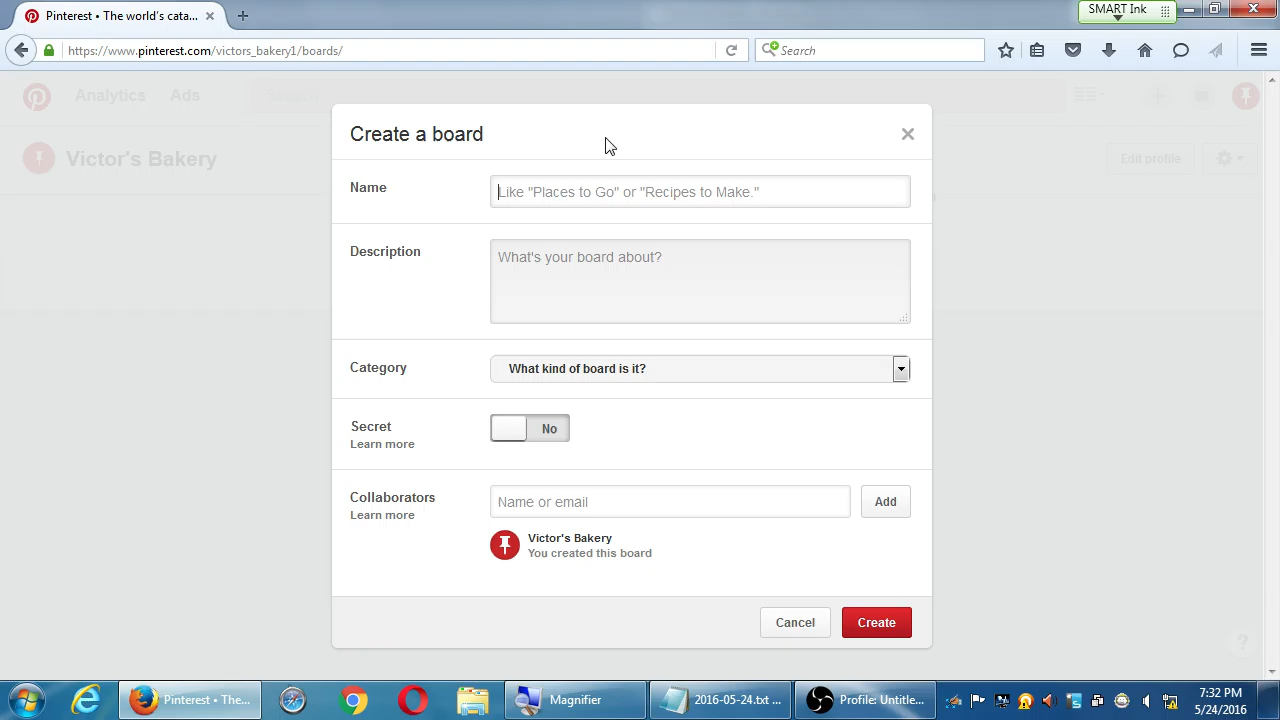 Pinterest • The world's cata...
SMART Ink
https://www.pinterest.com/victors_bakery1/boards/
Search
Analytics
Ads
Search
Victor's Bakery
Edit profile
Create a board
Name
Like "Places to Go" or "Recipes to Make."
Description
What's your board about?
Category
What kind of board is it?
Secret
Learn more
No
Collaborators
Learn more
Name or email
Add
Victor's Bakery
You created this board
Cancel
Create
?
Pinterest • The...
Magnifier
2016-05-24.txt ...
Profile: Untitle...
7:32 PM
5/24/2016